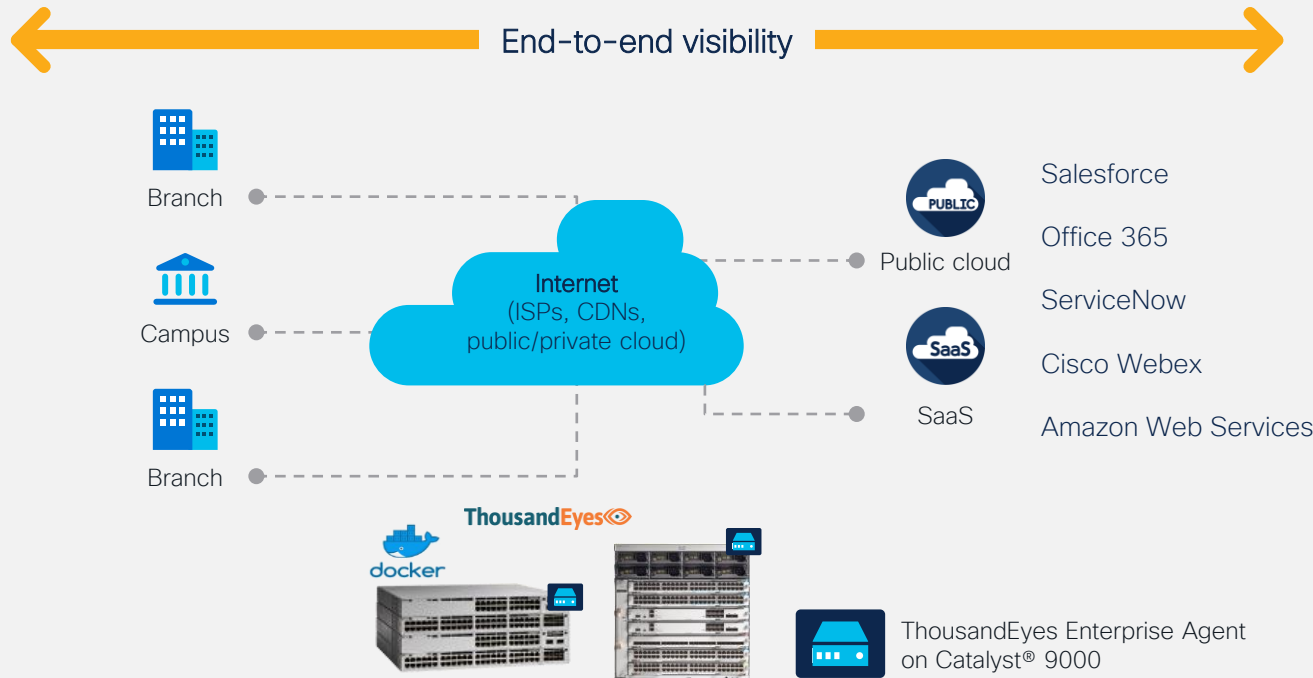 End-to-end visibility
Branch
Campus
Branch
Internet
(ISPs, CDNs,
public/private cloud)
PUBLIC
Public cloud
SaaS
SaaS
Salesforce
Office 365
ServiceNow
Cisco Webex
Amazon Web Services
ThousandEyes
docker
ThousandEyes Enterprise Agent
on Catalyst® 9000